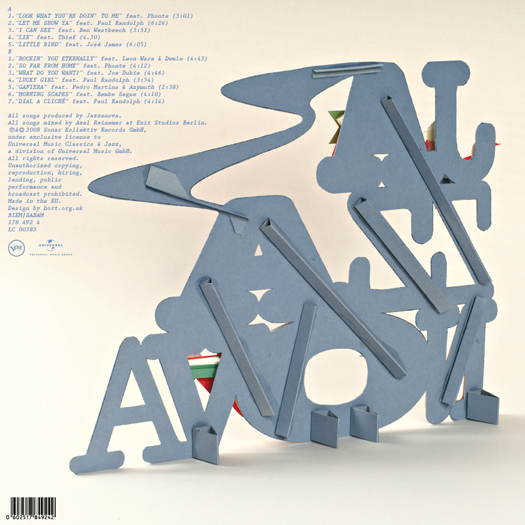 A
1. "LOOK WHAT YOU'RE DOIN' TO ME" feat. Phonte (3:01)
2. "LET ME SHOW YA" feat. Paul Randolph (6:26)
3. "I CAN SEE" feat. Ben Westbeech (3:31)
4. "LIE" feat. Thief (4.30)
5. "LITTLE BIRD" feat. José James (6:05)
B
1. "ROCKIN' YOU ETERNALLY" feat. Leon Ware & Dwele (4:43)
2. "SO FAR FROM HOME" feat. Phonte (4:12)
3. "WHAT DO YOU WANT?" feat. Joe Dukie (4:46)
4. "LUCKY GIRL" feat. Paul Randolph (3:34)
5. "GAFIERA" feat. Pedro Martins & Azymuth (2:38)
6. "MORNING SCAPES" feat. Bembe Segue (4:10)
7. "DIAL A CLICHÉ" feat. Paul Randolph (4:14)
All songs produced by Jazzanova.
All songs mixed by Axel Reinemer at Exit Studios Berlin.
℗&© 2008 Sonar Kollektiv Records GmbH,
under exclusive license to
Universal Music Classics & Jazz,
a division of Universal Music GmbH.
All rights reserved.
Unauthorized copying,
reproduction, hiring,
lending, public
performance and
broadcast prohibited.
Made in the EU.
Design by hort.org.uk
BIEM/GARAM
178 492 4
LC 00383
Verve
UNIVERSAL
UNIVERSAL MUSIC GROUP
0 602517 849242